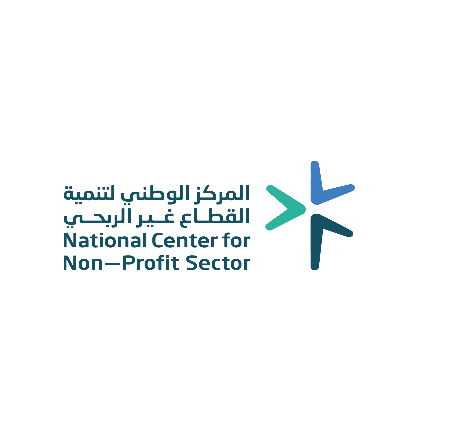 المركز الوطني لتنمية
القطاع غير الربحي
National Center for
Non—Profit Sector